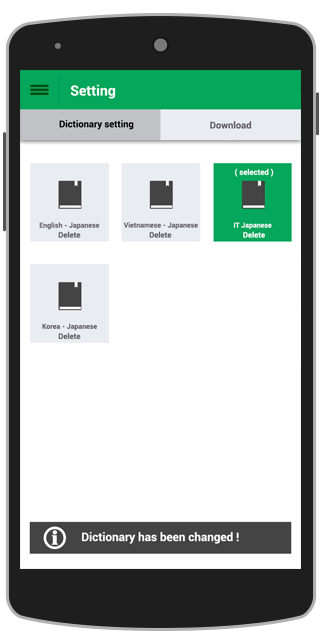 Setting
Dictionary setting
Download
( selected )
English - Japanese
Delete
Vietnamese - Japanese
Delete
IT Japanese
Delete
Korea - Japanese
Delete
Dictionary has been changed !